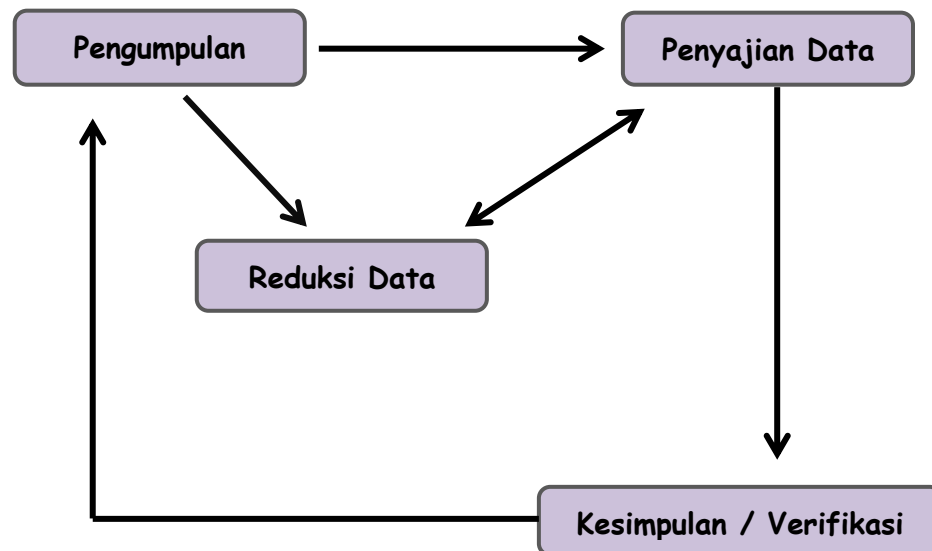 Pengumpulan
Penyajian Data
Reduksi Data
Kesimpulan / Verifikasi